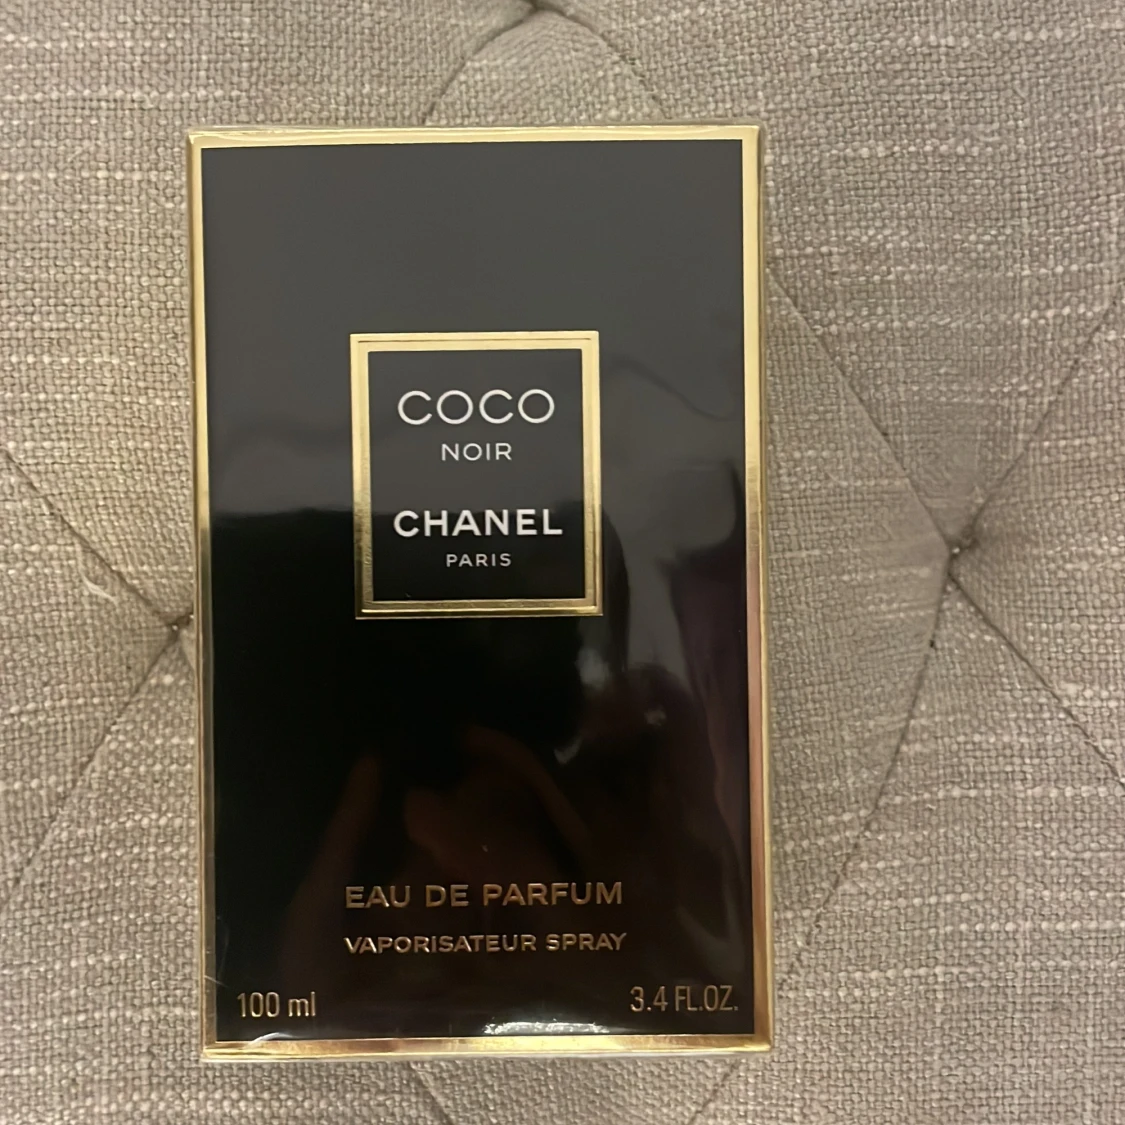 COCO
NOIR
CHANEL
PARIS
EAU DE PARFUM
VAPORISATEUR SPRAY
100 ml 3.4 FL.OZ.